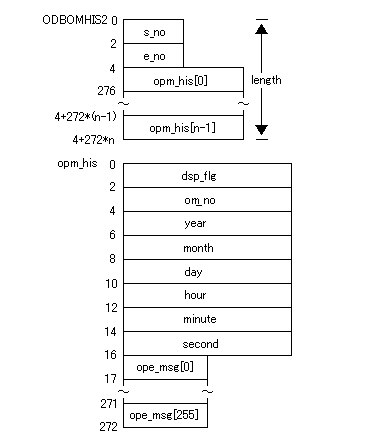 ODBOMHIS2 0
s_no
2
e_no
4
opm_his[0]
length
276
4+272*(n-1)
opm_his[n-1]
4+272*n
opm_his 0
dsp_flg
2
om_no
4
year
6
month
8
day
10
hour
12
minute
14
second
16
ope_msg[0]
17
271
ope_msg[255]
272